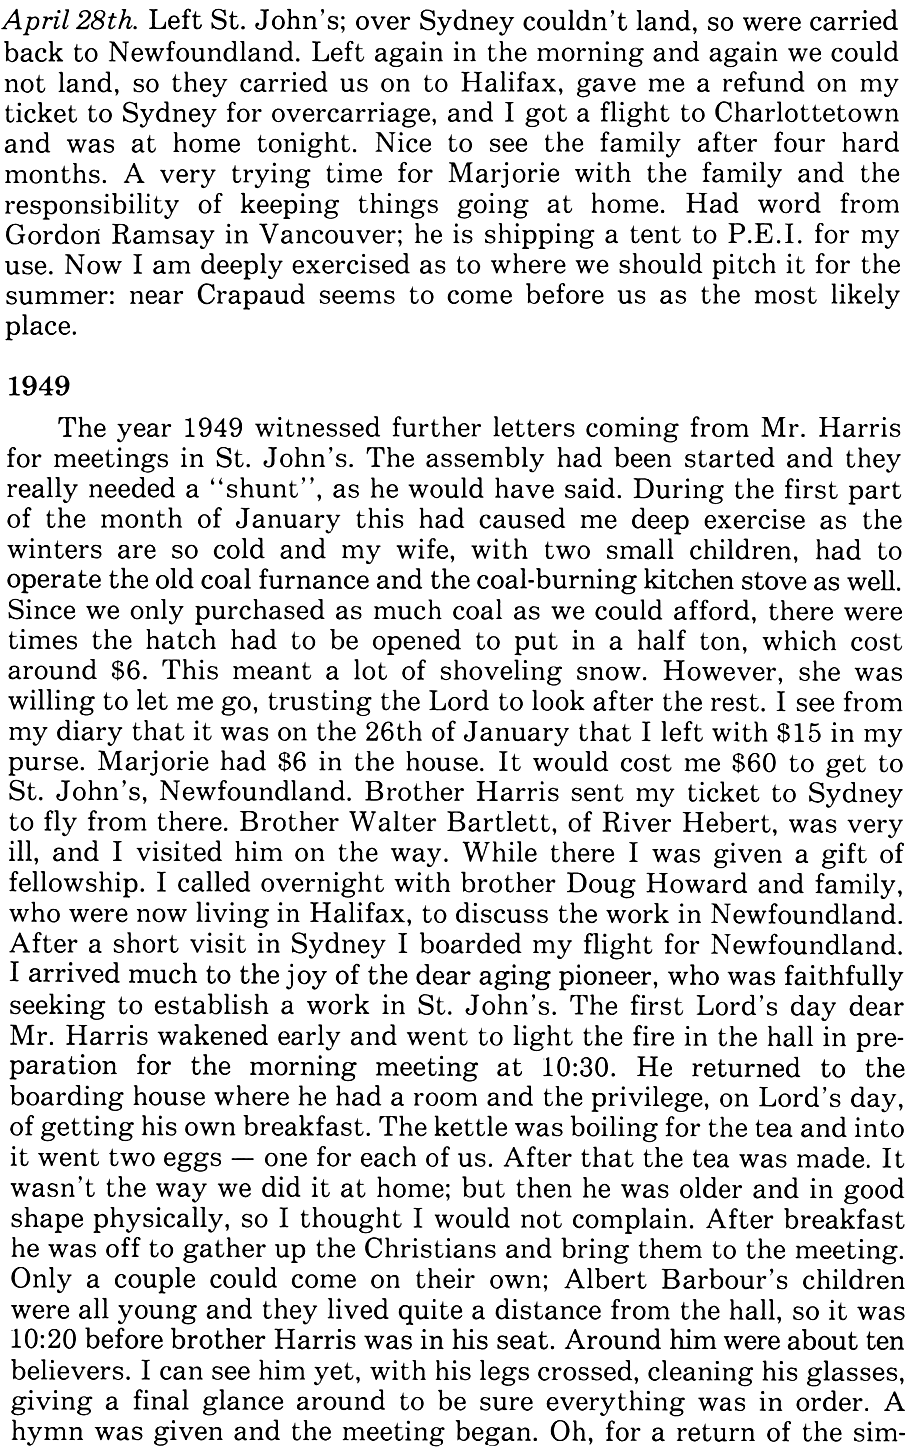 April 28th. Left St. John's; over Sydney couldn't land, so were carried
back to Newfoundland. Left again in the morning and again we could
not land, so they carried us on to Halifax, gave me a refund on my
ticket to Sydney for overcarriage, and I got a flight to Charlottetown
and was at home tonight. Nice to see the family after four hard
months. A very trying time for Marjorie with the family and the
responsibility of keeping things going at home. Had word from
Gordon Ramsay in Vancouver; he is shipping a tent to P.E.I. for my
use. Now I am deeply exercised as to where we should pitch it for the
summer: near Crapaud seems to come before us as the most likely
place.
1949
The year 1949 witnessed further letters coming from Mr. Harris
for meetings in St. John's. The assembly had been started and they
really needed a "shunt", as he would have said. During the first part
of the month of January this had caused me deep exercise as the
winters are so cold and my wife, with two small children, had to
operate the old coal furnance and the coal-burning kitchen stove as well.
Since we only purchased as much coal as we could afford, there were
times the hatch had to be opened to put in a half ton, which cost
around $6. This meant a lot of shoveling snow. However, she was
willing to let me go, trusting the Lord to look after the rest. I see from
my diary that it was on the 26th of January that I left with $15 in my
purse. Marjorie had $6 in the house. It would cost me $60 to get to
St. John's, Newfoundland. Brother Harris sent my ticket to Sydney
to fly from there. Brother Walter Bartlett, of River Hebert, was very
ill, and I visited him on the way. While there I was given a gift of
fellowship. I called overnight with brother Doug Howard and family,
who were now living in Halifax, to discuss the work in Newfoundland.
After a short visit in Sydney I boarded my flight for Newfoundland.
I arrived much to the joy of the dear aging pioneer, who was faithfully
seeking to establish a work in St. John's. The first Lord's day dear
Mr. Harris wakened early and went to light the fire in the hall in pre-
paration for the morning meeting at 10:30. He returned to the
boarding house where he had a room and the privilege, on Lord's day,
of getting his own breakfast. The kettle was boiling for the tea and into
it went two eggs — one for each of us. After that the tea was made. It
wasn't the way we did it at home; but then he was older and in good
shape physically, so I thought I would not complain. After breakfast
he was off to gather up the Christians and bring them to the meeting.
Only a couple could come on their own; Albert Barbour's children
were all young and they lived quite a distance from the hall, so it was
10:20 before brother Harris was in his seat. Around him were about ten
believers. I can see him yet, with his legs crossed, cleaning his glasses,
giving a final glance around to be sure everything was in order. A
hymn was given and the meeting began. Oh, for a return of the sim-